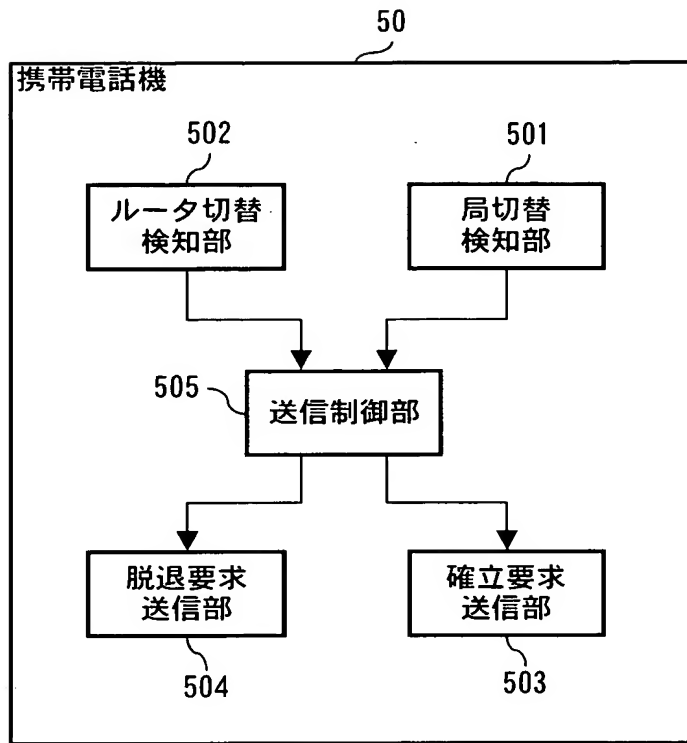 50
携帯電話機
502
501
ルータ切替
検知部
局切替
検知部
505
送信制御部
脱退要求
送信部
確立要求
送信部
504
503